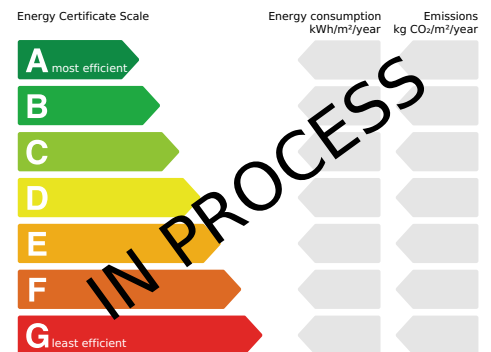 Energy Certificate Scale
Energy consumption
kWh/m²/year
Emissions
kg CO₂/m²/year
A most efficient
B
C
D
E
F
G least efficient
IN PROCESS